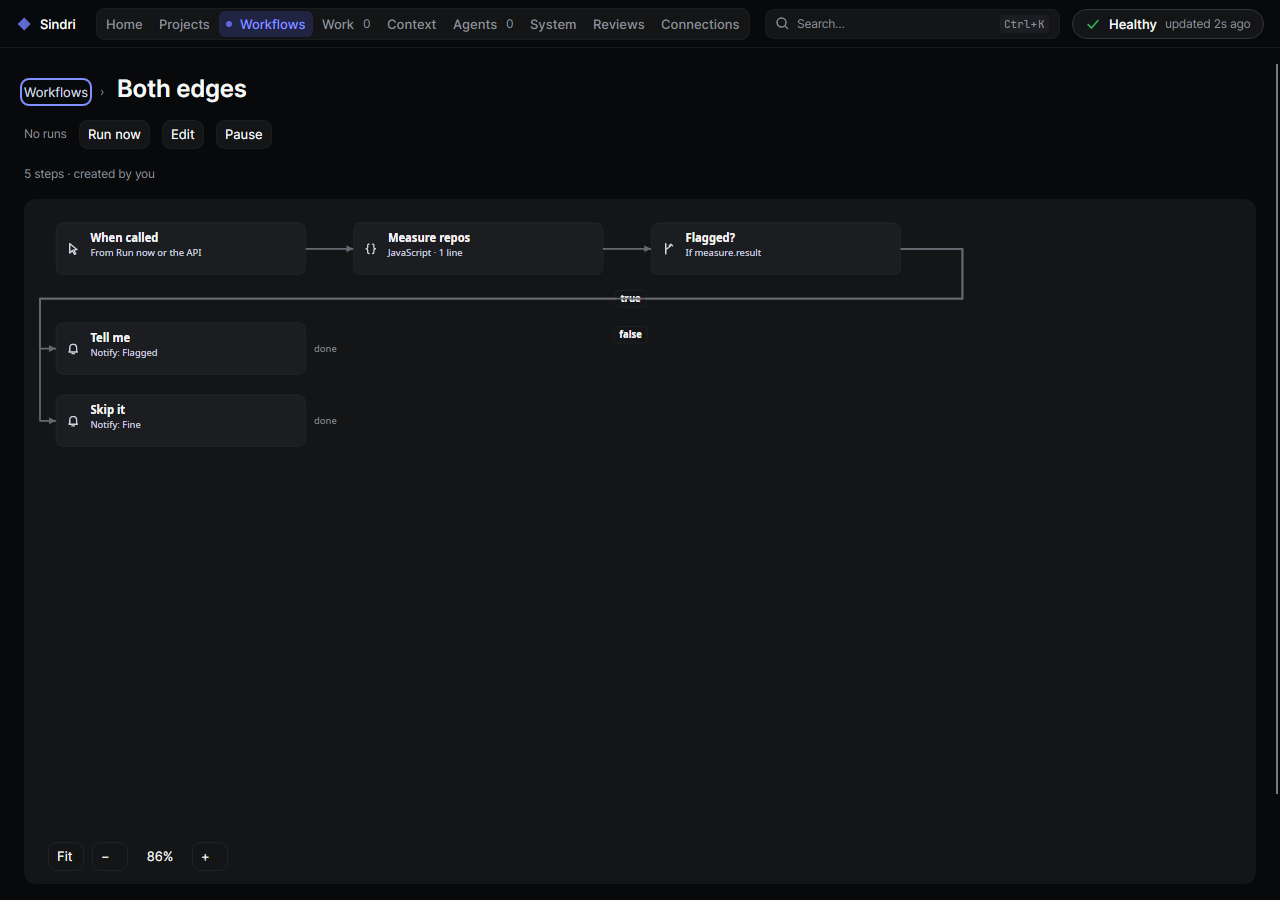 Sindri Home Projects Workflows Work 0 Context Agents 0 System Reviews Connections Search... Ctrl+K Healthy updated 2s ago
Workflows › Both edges
No runs Run now Edit Pause
5 steps · created by you
When called
From Run now or the API
Measure repos
JavaScript · 1 line
Flagged?
If measure.result
true
false
Tell me
Notify: Flagged
done
Skip it
Notify: Fine
done
Fit − 86% +